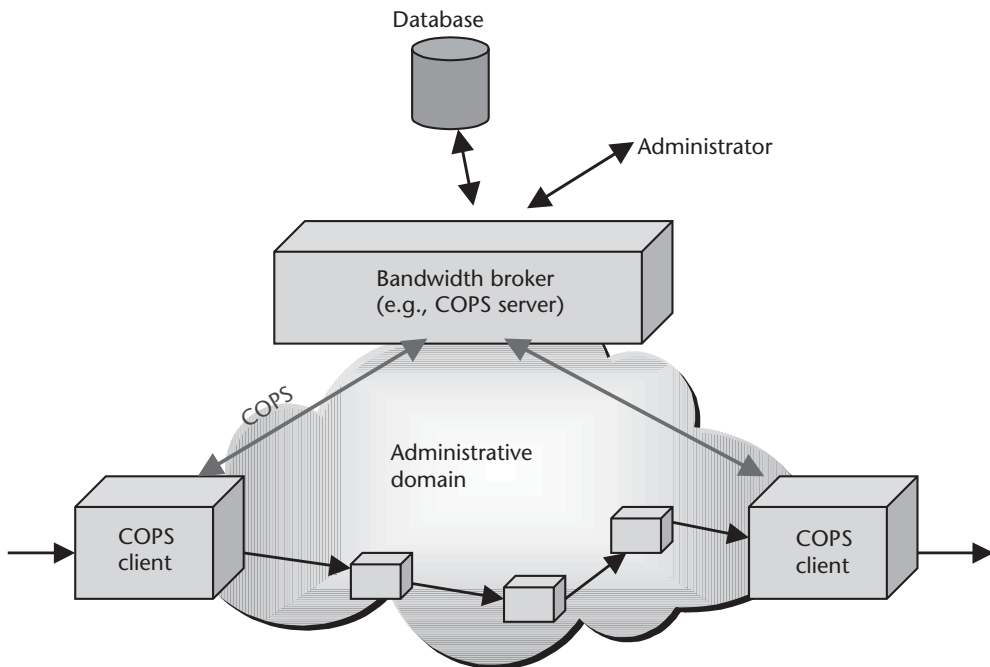 Database
Administrator
Bandwidth broker
(e.g., COPS server)
COPS
Administrative
domain
COPS
client
COPS
client